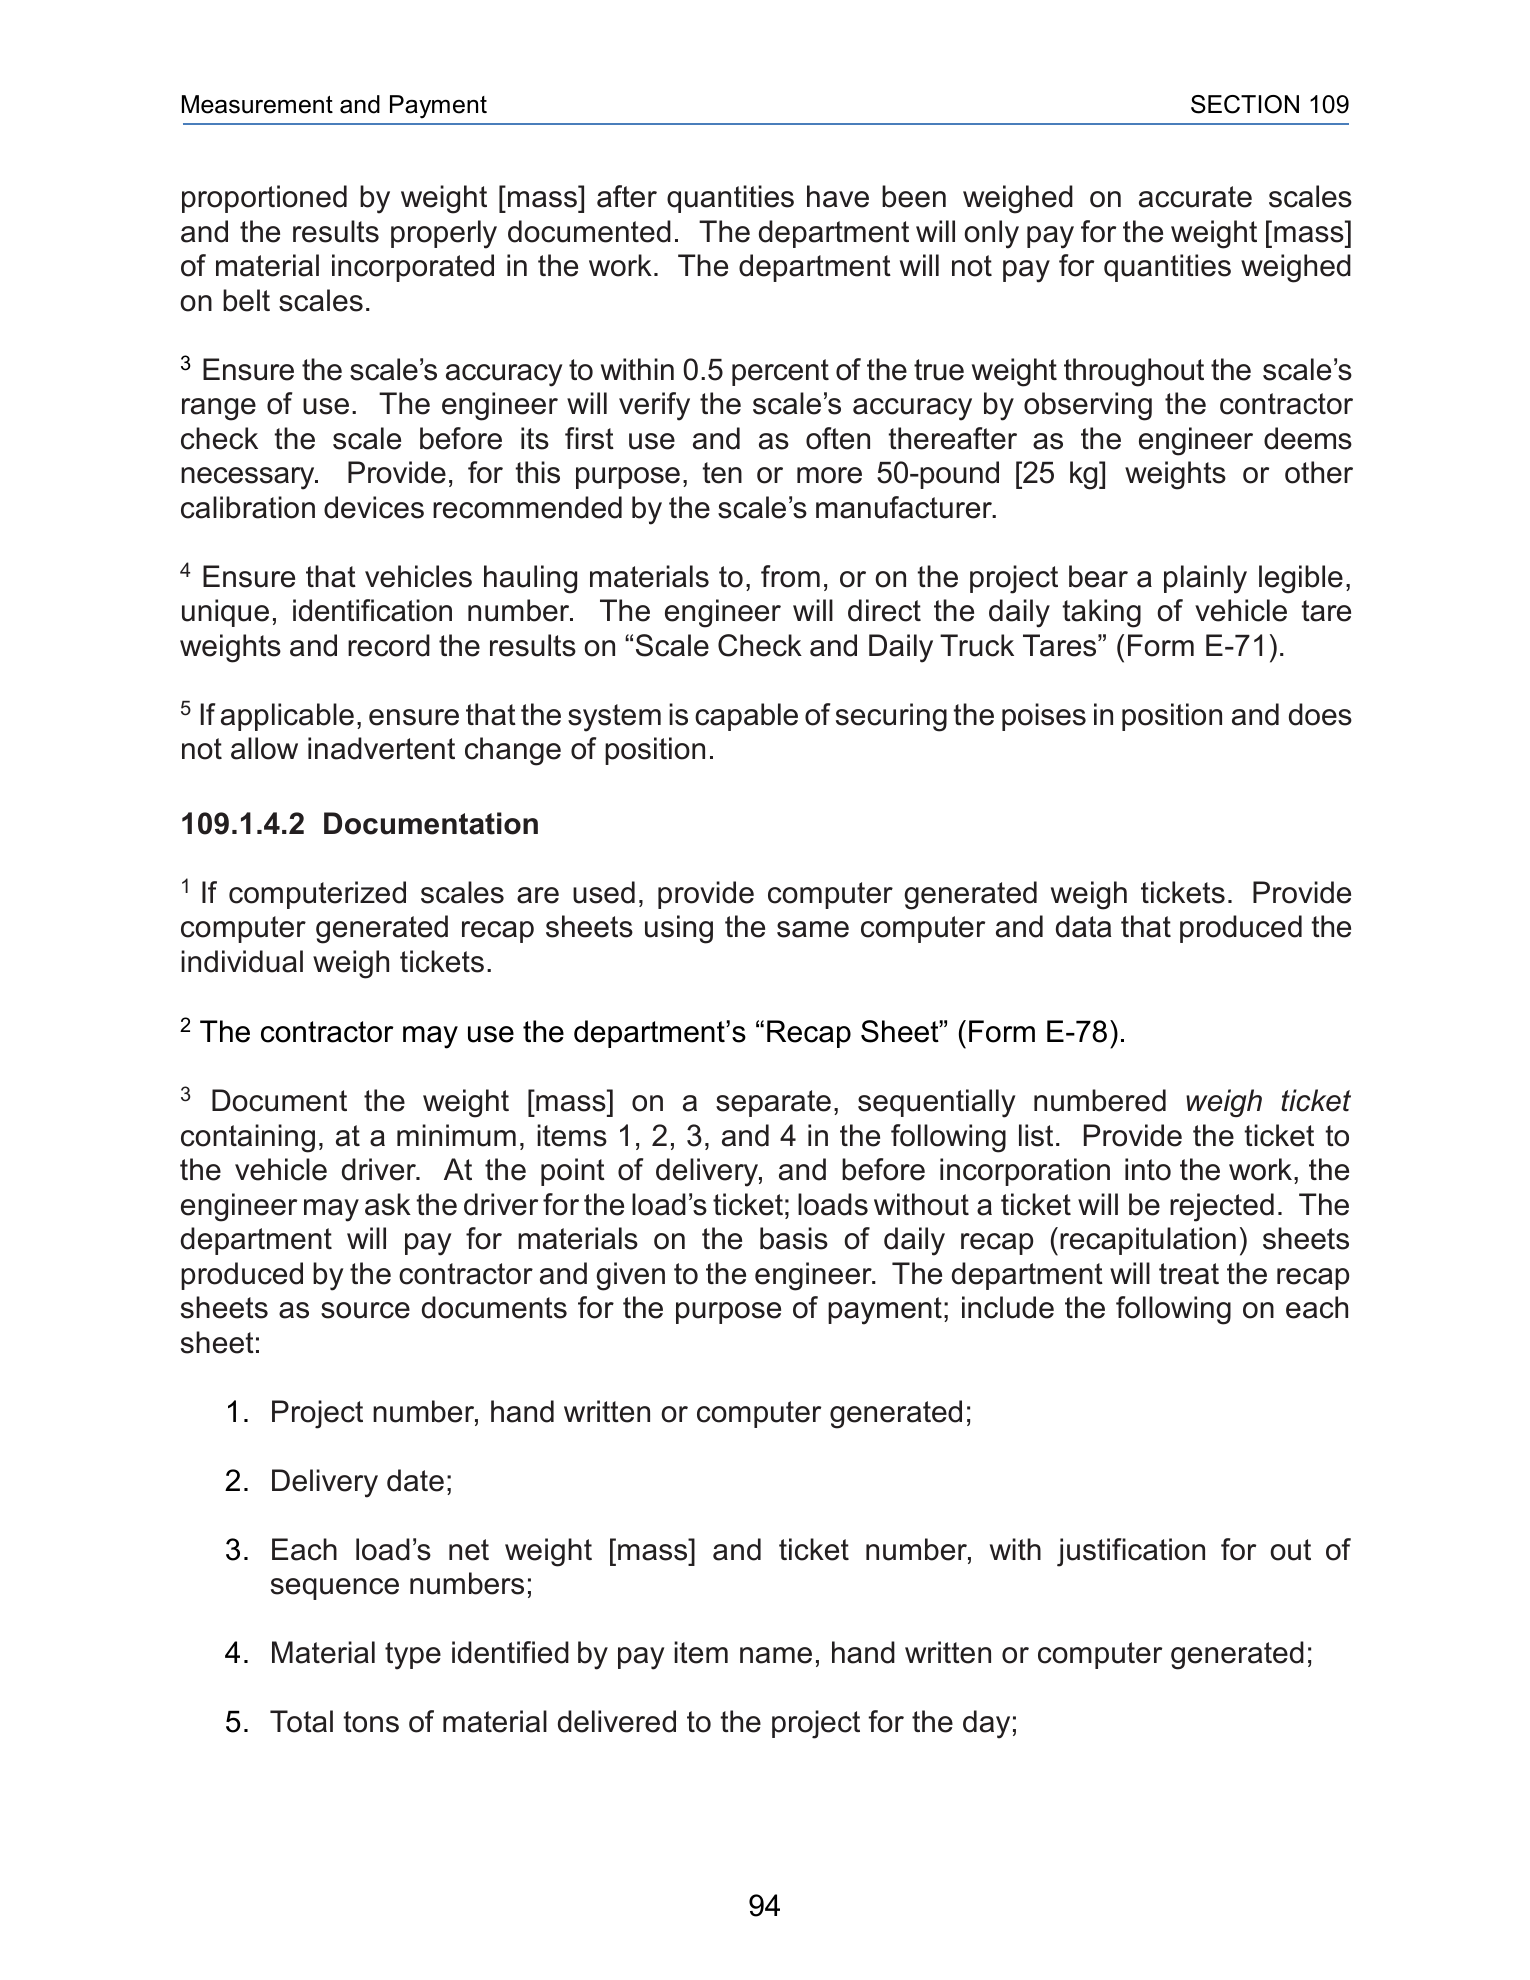 Measurement and Payment SECTION 109
proportioned by weight [mass] after quantities have been weighed on accurate scales
and the results properly documented. The department will only pay for the weight [mass]
of material incorporated in the work. The department will not pay for quantities weighed
on belt scales.
3 Ensure the scale’s accuracy to within 0.5 percent of the true weight throughout the scale’s
range of use. The engineer will verify the scale’s accuracy by observing the contractor
check the scale before its first use and as often thereafter as the engineer deems
necessary. Provide, for this purpose, ten or more 50-pound [25 kg] weights or other
calibration devices recommended by the scale’s manufacturer.
4 Ensure that vehicles hauling materials to, from, or on the project bear a plainly legible,
unique, identification number. The engineer will direct the daily taking of vehicle tare
weights and record the results on “Scale Check and Daily Truck Tares” (Form E-71).
5 If applicable, ensure that the system is capable of securing the poises in position and does
not allow inadvertent change of position.
109.1.4.2 Documentation
1 If computerized scales are used, provide computer generated weigh tickets. Provide
computer generated recap sheets using the same computer and data that produced the
individual weigh tickets.
2 The contractor may use the department’s “Recap Sheet” (Form E-78).
3 Document the weight [mass] on a separate, sequentially numbered weigh ticket
containing, at a minimum, items 1, 2, 3, and 4 in the following list. Provide the ticket to
the vehicle driver. At the point of delivery, and before incorporation into the work, the
engineer may ask the driver for the load’s ticket; loads without a ticket will be rejected. The
department will pay for materials on the basis of daily recap (recapitulation) sheets
produced by the contractor and given to the engineer. The department will treat the recap
sheets as source documents for the purpose of payment; include the following on each
sheet:
1. Project number, hand written or computer generated;
2. Delivery date;
3. Each load’s net weight [mass] and ticket number, with justification for out of
sequence numbers;
4. Material type identified by pay item name, hand written or computer generated;
5. Total tons of material delivered to the project for the day;
94